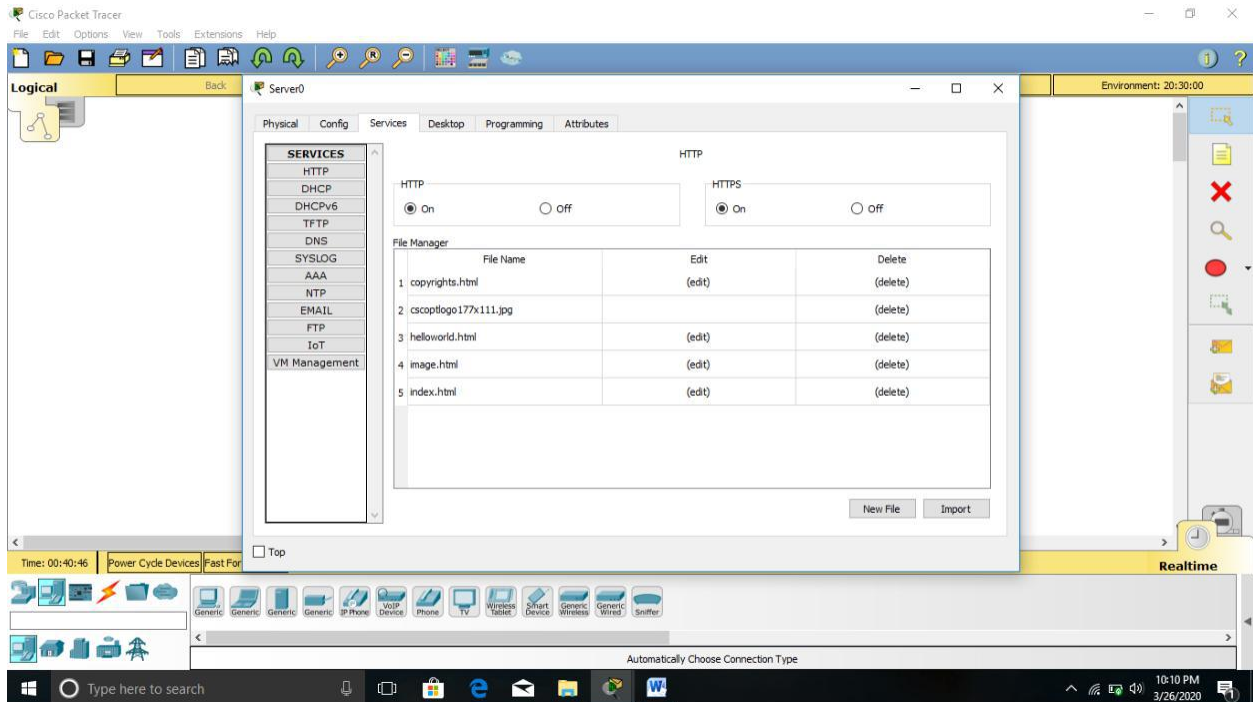 Cisco Packet Tracer
File Edit Options View Tools Extensions Help
Logical
Back
Environment: 20:30:00
Server0
Physical Config Services Desktop Programming Attributes
SERVICES
HTTP
DHCP
DHCPv6
TFTP
DNS
SYSLOG
AAA
NTP
EMAIL
FTP
IoT
VM Management
HTTP
HTTP
On Off
HTTPS
On Off
File Manager
File Name Edit Delete
1 copyrights.html (edit) (delete)
2 cscoptlogo177x111.jpg (delete)
3 helloworld.html (edit) (delete)
4 image.html (edit) (delete)
5 index.html (edit) (delete)
New File Import
Top
Time: 00:40:46 Power Cycle Devices Fast For
Realtime
Generic Generic Generic Generic IP Phone VoIP Device Phone TV Wireless Tablet Smart Device Generic Wireless Generic Wired Sniffer
Automatically Choose Connection Type
Type here to search
10:10 PM
3/26/2020